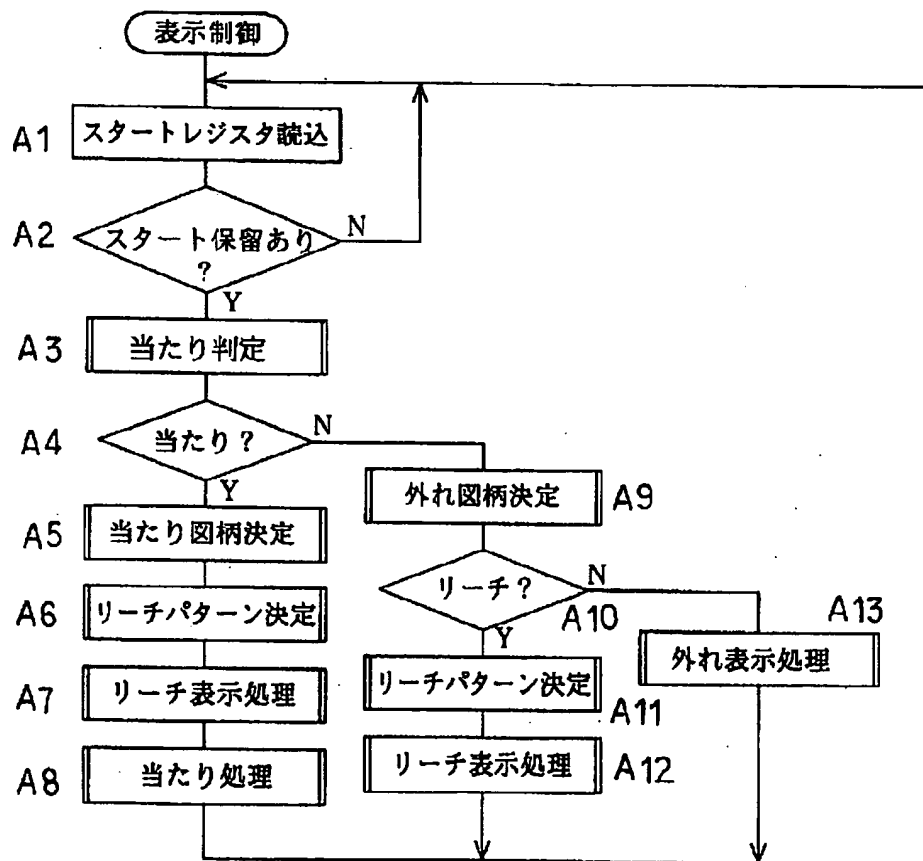 表示制御
A1
スタートレジスタ読込
A2
スタート保留あり
?
N
Y
A3
当たり判定
A4
当たり?
N
Y
A5
当たり図柄決定
A6
リーチパターン決定
A7
リーチ表示処理
A8
当たり処理
外れ図柄決定
A9
リーチ?
N
A10
Y
リーチパターン決定
A11
リーチ表示処理
A12
A13
外れ表示処理